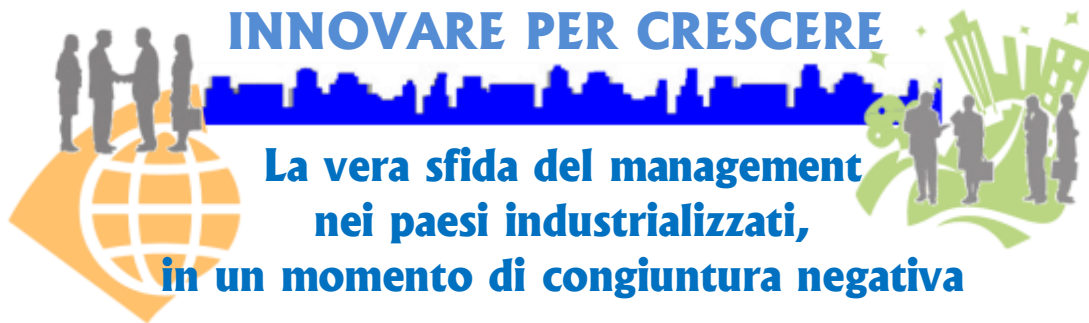 INNOVARE PER CRESCERE
La vera sfida del management
nei paesi industrializzati,
in un momento di congiuntura negativa